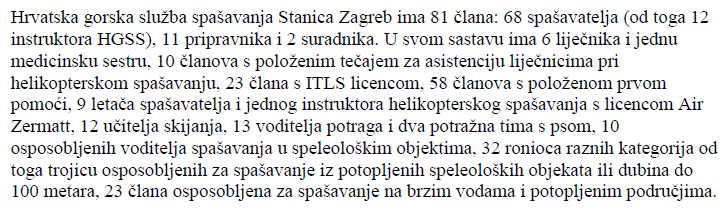 Hrvatska gorska služba spašavanja Stanica Zagreb ima 81 člana: 68 spašavatelja (od toga 12
instruktora HGSS), 11 pripravnika i 2 suradnika. U svom sastavu ima 6 liječnika i jednu
medicinsku sestru, 10 članova s položenim tečajem za asistenciju liječnicima pri
helikopterskom spašavanju, 23 člana s ITLS licencom, 58 članova s položenom prvom
pomoći, 9 letača spašavatelja i jednog instruktora helikopterskog spašavanja s licencom Air
Zermatt, 12 učitelja skijanja, 13 voditelja potraga i dva potražna tima s psom, 10
osposobljenih voditelja spašavanja u speleološkim objektima, 32 ronioca raznih kategorija od
toga trojicu osposobljenih za spašavanje iz potopljenih speleoloških objekata ili dubina do
100 metara, 23 člana osposobljena za spašavanje na brzim vodama i potopljenim područjima.